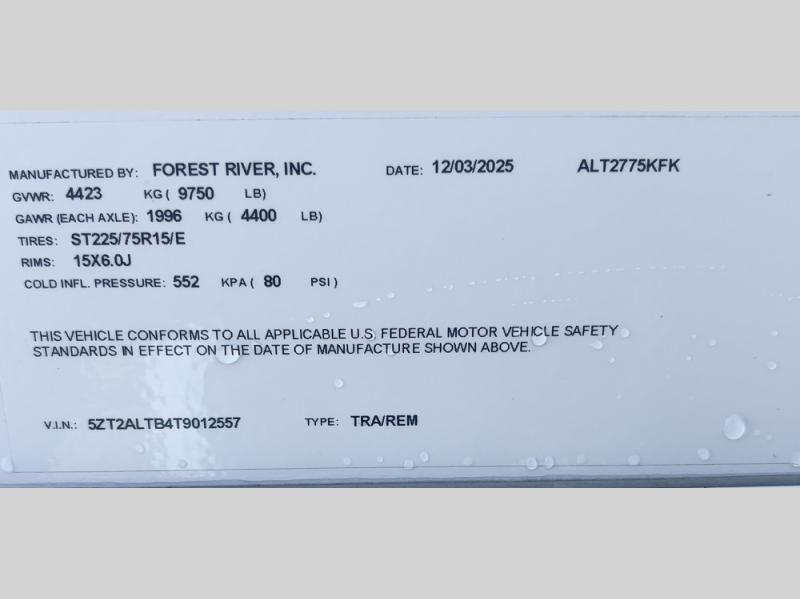 MANUFACTURED BY: FOREST RIVER, INC. DATE: 12/03/2025 ALT2775KFK
GVWR: 4423 KG ( 9750 LB)
GAWR (EACH AXLE): 1996 KG ( 4400 LB)
TIRES: ST225/75R15/E
RIMS: 15X6.0J
COLD INFL. PRESSURE: 552 KPA ( 80 PSI )
THIS VEHICLE CONFORMS TO ALL APPLICABLE U.S. FEDERAL MOTOR VEHICLE SAFETY
STANDARDS IN EFFECT ON THE DATE OF MANUFACTURE SHOWN ABOVE.
V.I.N.: 5ZT2ALTB4T9012557 TYPE: TRA/REM